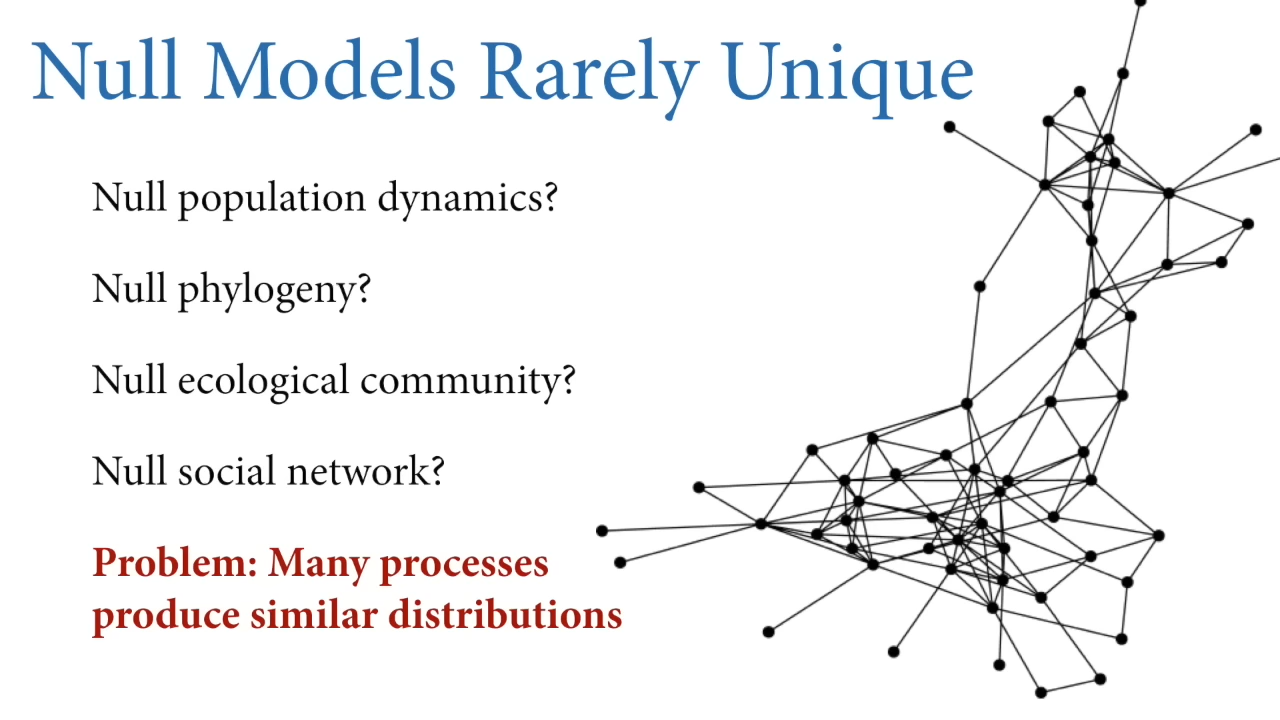 Null Models Rarely Unique
Null population dynamics?
Null phylogeny?
Null ecological community?
Null social network?
Problem: Many processes
produce similar distributions